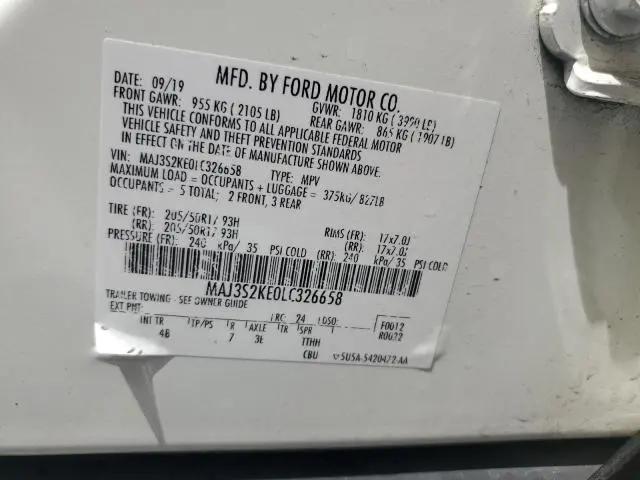 MFD. BY FORD MOTOR CO.
DATE: 09/19 GVWR: 1810 KG
FRONT GAWR: 955 KG (2105 LB) REAR GAWR: 865 KG (1907 LB)
THIS VEHICLE CONFORMS TO ALL APPLICABLE FEDERAL MOTOR
VEHICLE SAFETY AND THEFT PREVENTION STANDARDS
IN EFFECT ON THE DATE OF MANUFACTURE SHOWN ABOVE.
VIN: MAJ3S2KE0LC326658 TYPE: MPV
MAXIMUM LOAD = OCCUPANTS + LUGGAGE = 375KG/827LB
OCCUPANTS = 5 TOTAL; 2 FRONT, 3 REAR
TIRE (FR): 205/50R17 93H RIMS (FR): 17x7.0J
(RR): 205/50R17 93H (RR): 17x7.0J
PRESSURE (FR): 240 kPa/35 PSI COLD (RR): 240 kPa/35 PSI COLD
MAJ3S2KE0LC326658
TRAILER TOWING - SEE OWNER GUIDE
EXT PNT: RC: 24 DSO: F0012
R0022
INT TR TP/PS R AXLE TR SPR TTHH
4B 7 3E CBU 5U5A-5420472-AA